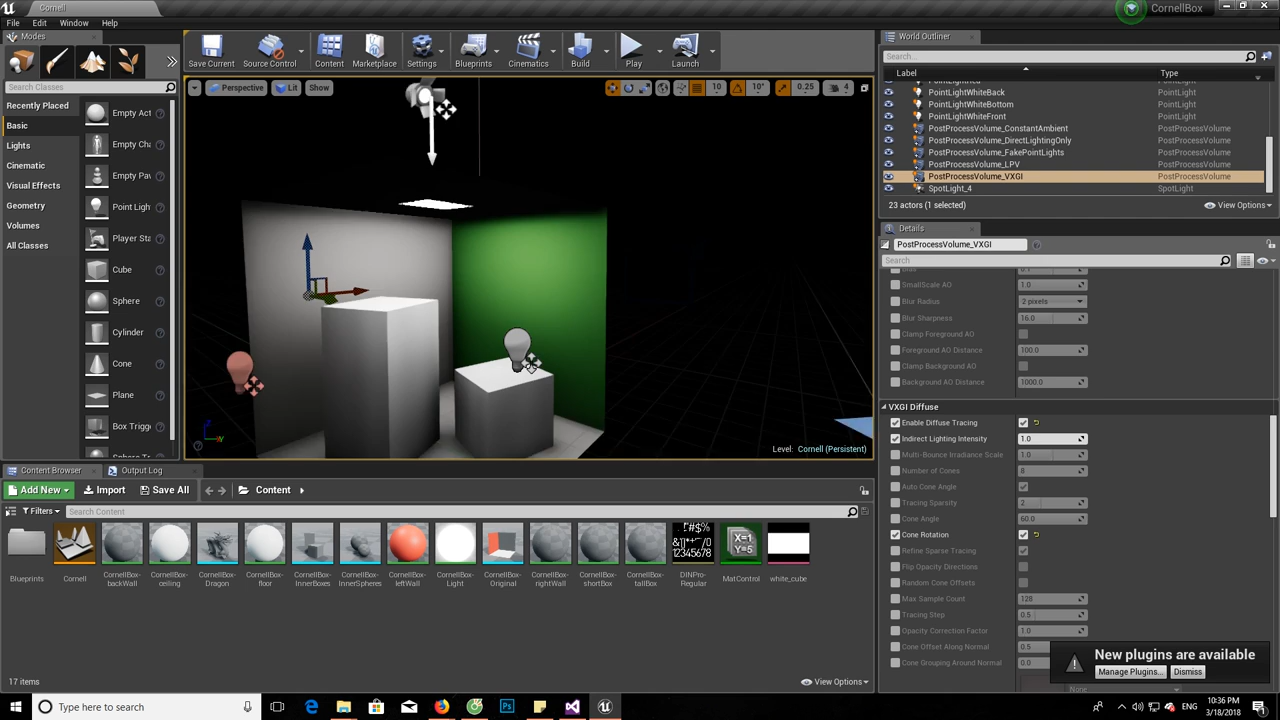 Cornell
CornellBox
File Edit Window Help
Modes
Search Classes
Recently Placed
Basic
Lights
Cinematic
Visual Effects
Geometry
Volumes
All Classes
Empty Act
Empty Cha
Empty Paw
Point Ligh
Player Sta
Cube
Sphere
Cylinder
Cone
Plane
Box Trigg
Save Current
Source Control
Content
Marketplace
Settings
Blueprints
Cinematics
Build
Play
Launch
Perspective
Lit
Show
10
10°
0.25
4
Level: Cornell (Persistent)
World Outliner
Search...
Label Type
PointLightWhiteBack PointLight
PointLightWhiteBottom PointLight
PointLightWhiteFront PointLight
PostProcessVolume_ConstantAmbient PostProcessVolume
PostProcessVolume_DirectLightingOnly PostProcessVolume
PostProcessVolume_FakePointLights PostProcessVolume
PostProcessVolume_LPV PostProcessVolume
PostProcessVolume_VXGI PostProcessVolume
SpotLight_4 SpotLight
23 actors (1 selected) View Options
Details
PostProcessVolume_VXGI
Search
SmallScale AO 1.0
Blur Radius 2 pixels
Blur Sharpness 16.0
Clamp Foreground AO
Foreground AO Distance 100.0
Clamp Background AO
Background AO Distance 1000.0
VXGI Diffuse
Enable Diffuse Tracing
Indirect Lighting Intensity 1.0
Multi-Bounce Irradiance Scale 1.0
Number of Cones 8
Auto Cone Angle
Tracing Sparsity 2
Cone Angle 60.0
Cone Rotation
Refine Sparse Tracing
Flip Opacity Directions
Random Cone Offsets
Max Sample Count 128
Tracing Step 0.5
Opacity Correction Factor 1.0
Cone Offset Along Normal 0.5
Cone Grouping Around Normal 0.0
None
New plugins are available
Manage Plugins... Dismiss
Content Browser
Output Log
Add New
Import
Save All
Content
Filters
Search Content
Blueprints
Cornell
CornellBox-backWall
CornellBox-ceiling
CornellBox-Dragon
CornellBox-floor
CornellBox-InnerBoxes
CornellBox-InnerSpheres
CornellBox-leftWall
CornellBox-Light
CornellBox-Original
CornellBox-rightWall
CornellBox-shortBox
CornellBox-tallBox
DINPro-Regular
MatControl
white_cube
!"#$%
&\)*+'`
12345678
X=1
Y=5
17 items
View Options
Type here to search
10:36 PM
3/18/2018